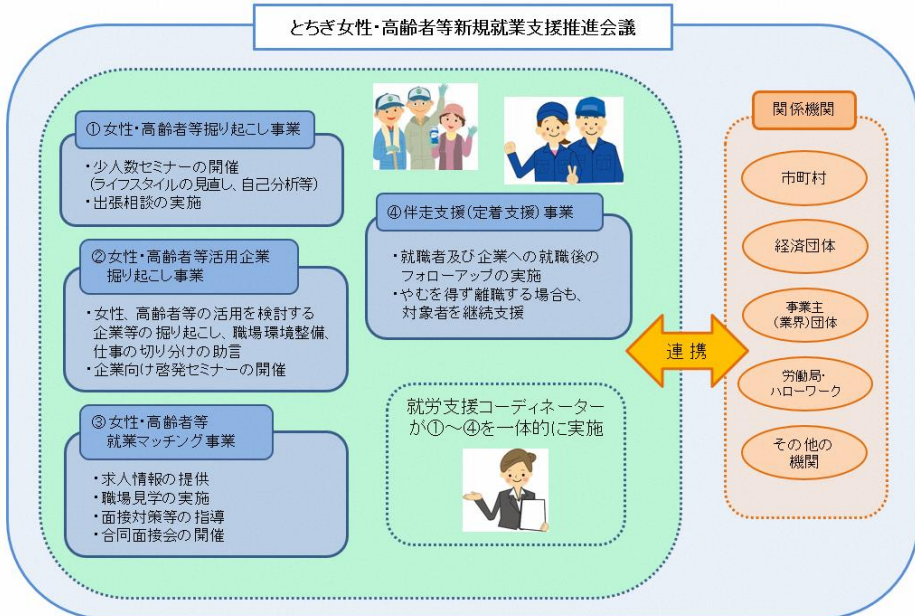 とちぎ女性・高齢者等新規就業支援推進会議
①女性・高齢者等掘り起こし事業
・少人数セミナーの開催
(ライフスタイルの見直し、自己分析等)
・出張相談の実施
②女性・高齢者等活用企業
掘り起こし事業
・女性、高齢者等の活用を検討する
企業等の掘り起こし、職場環境整備、
仕事の切り分けの助言
・企業向け啓発セミナーの開催
③女性・高齢者等
就業マッチング事業
・求人情報の提供
・職場見学の実施
・面接対策等の指導
・合同面接会の開催
④伴走支援(定着支援)事業
・就職者及び企業への就職後の
フォローアップの実施
・やむを得ず離職する場合も、
対象者を継続支援
就労支援コーディネーター
が①～④を一体的に実施
連携
関係機関
市町村
経済団体
事業主
(業界)団体
労働局・
ハローワーク
その他の
機関